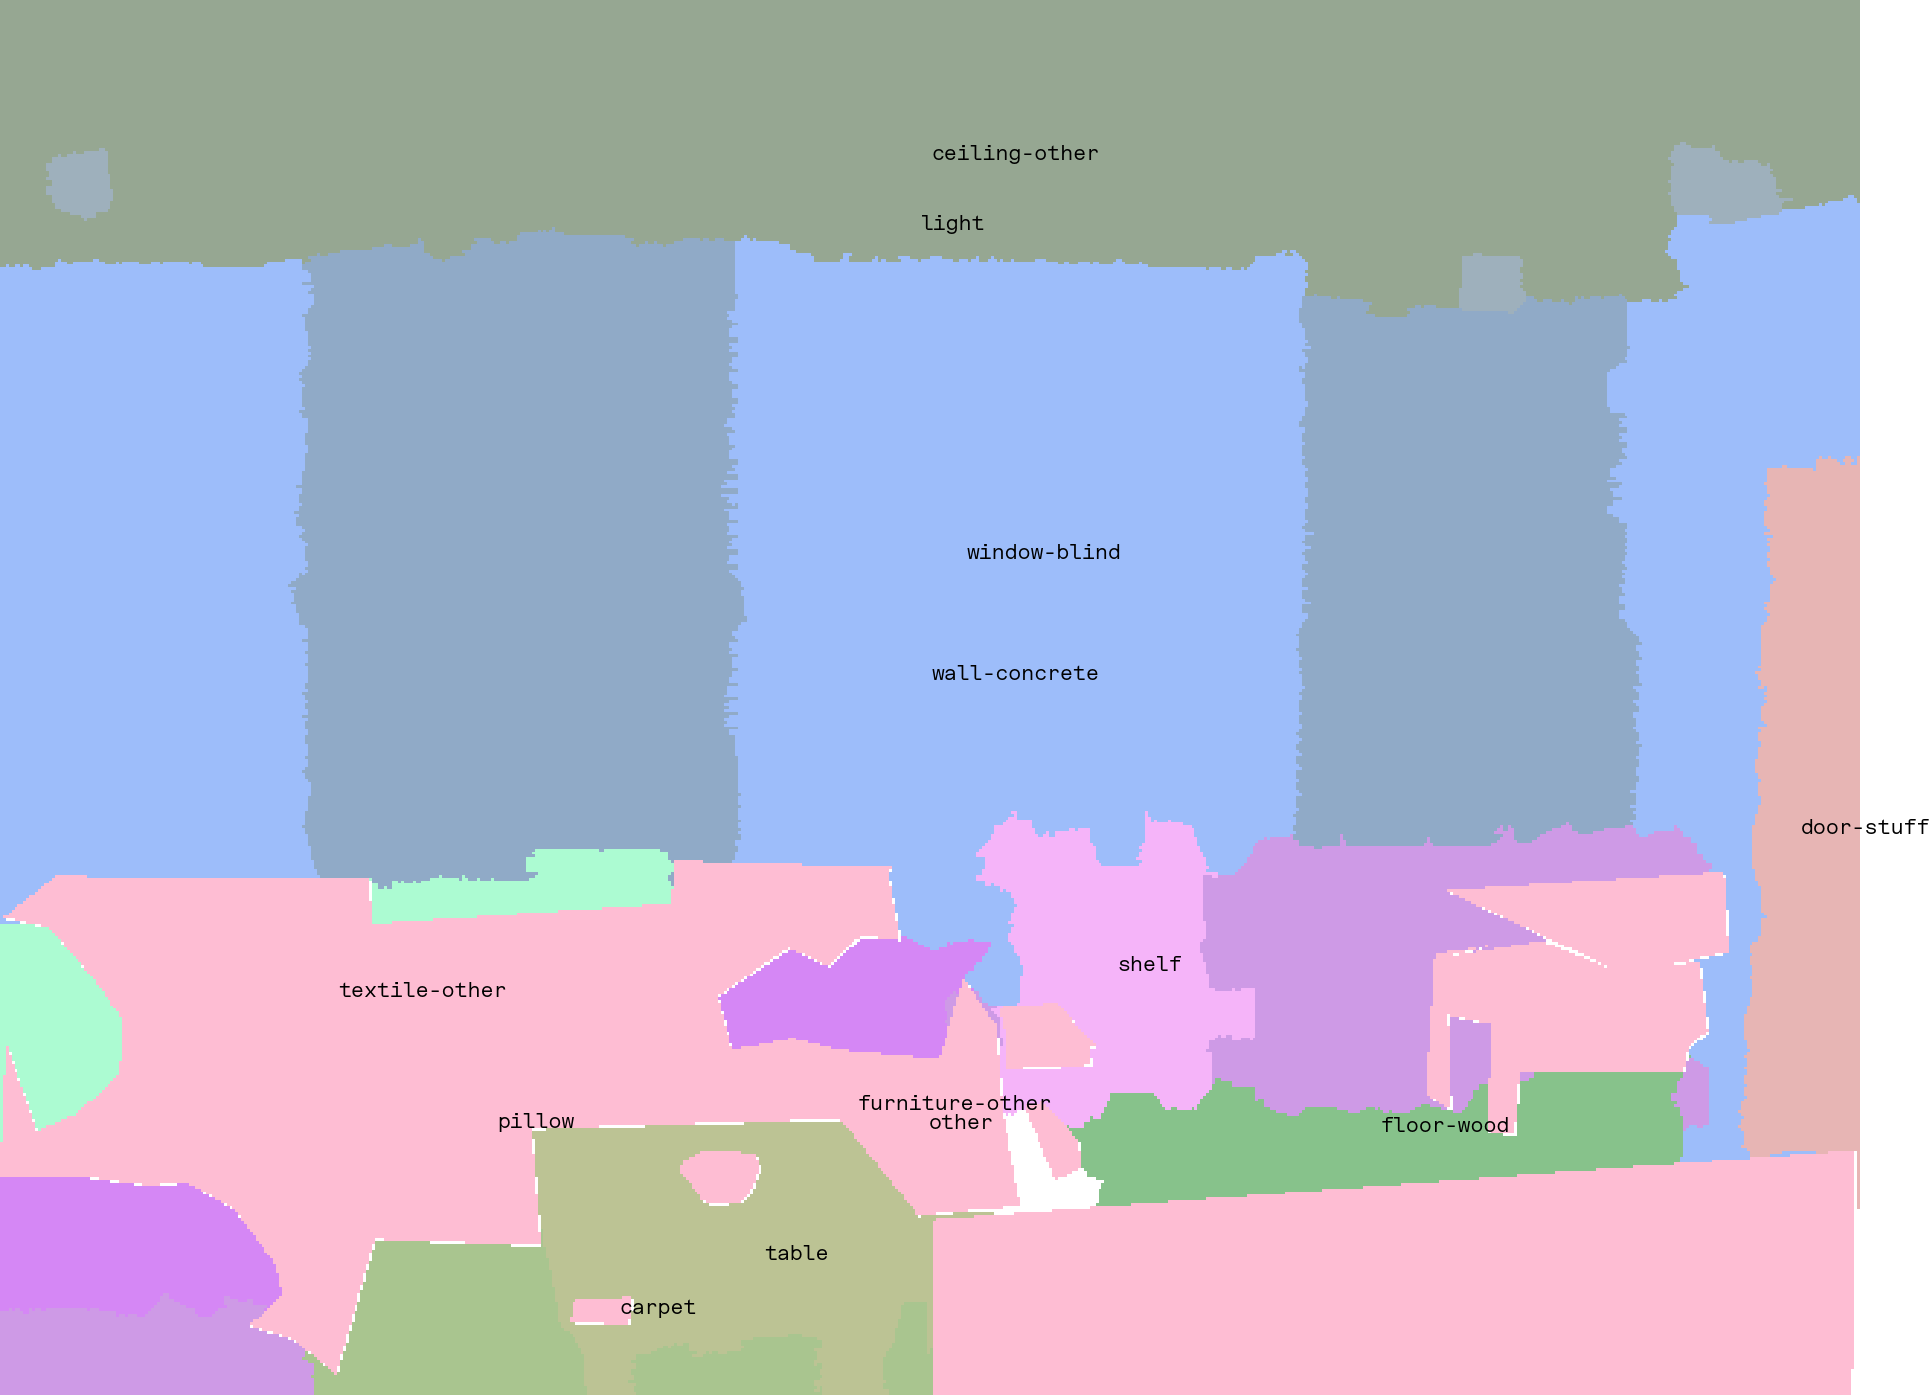 ceiling-other
light
window-blind
wall-concrete
door-stuff
shelf
textile-other
furniture-other
pillow
other
floor-wood
table
carpet